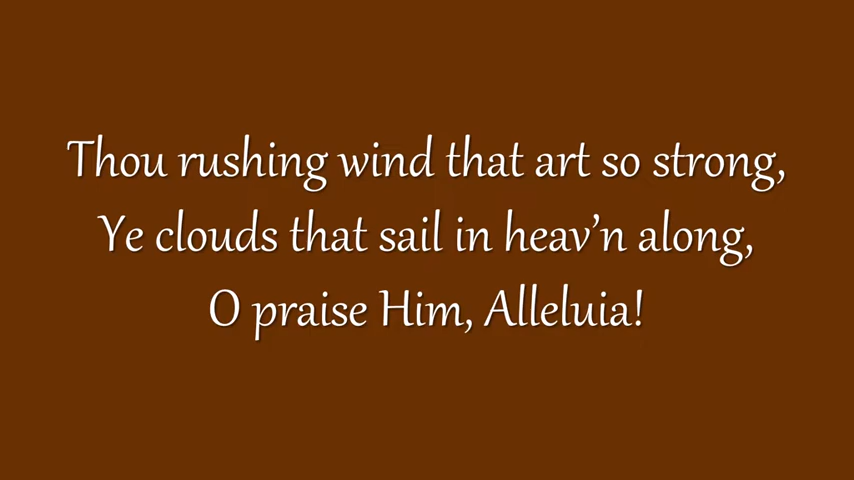 Thou rushing wind that art so strong,
Ye clouds that sail in heav’n along,
O praise Him, Alleluia!